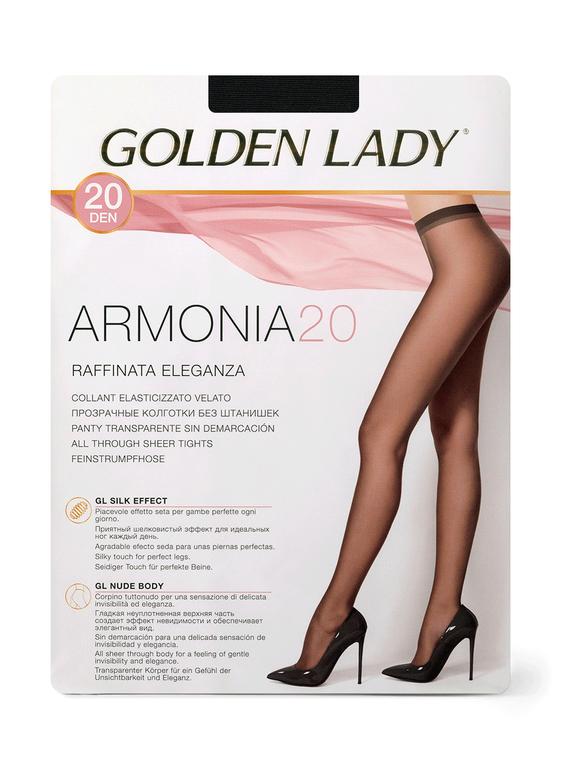 GOLDEN LADY®
20
DEN
ARMONIA20
RAFFINATA ELEGANZA
COLLANT ELASTICIZZATO VELATO
ПРОЗРАЧНЫЕ КОЛГОТКИ БЕЗ ШТАНИШЕК
PANTY TRANSPARENTE SIN DEMARCACIÓN
ALL THROUGH SHEER TIGHTS
FEINSTRUMPFHOSE
GL SILK EFFECT
Piacevole effetto seta per gambe perfette ogni
giorno.
Приятный шелковистый эффект для идеальных
ног каждый день.
Agradable efecto seda para unas piernas perfectas.
Silky touch for perfect legs.
Seidiger Touch für perfekte Beine.
GL NUDE BODY
Corpino tuttonudo per una sensazione di delicata
invisibilità ed eleganza.
Гладкая неуплотненная верхняя часть
создает эффект невидимости и обеспечивает
элегантный вид.
Sin demarcación para una delicada sensación de
invisibilidad y elegancia.
All sheer through body for a feeling of gentle
invisibility and elegance.
Transparenter Körper für ein Gefühl der
Unsichtbarkeit und Eleganz.